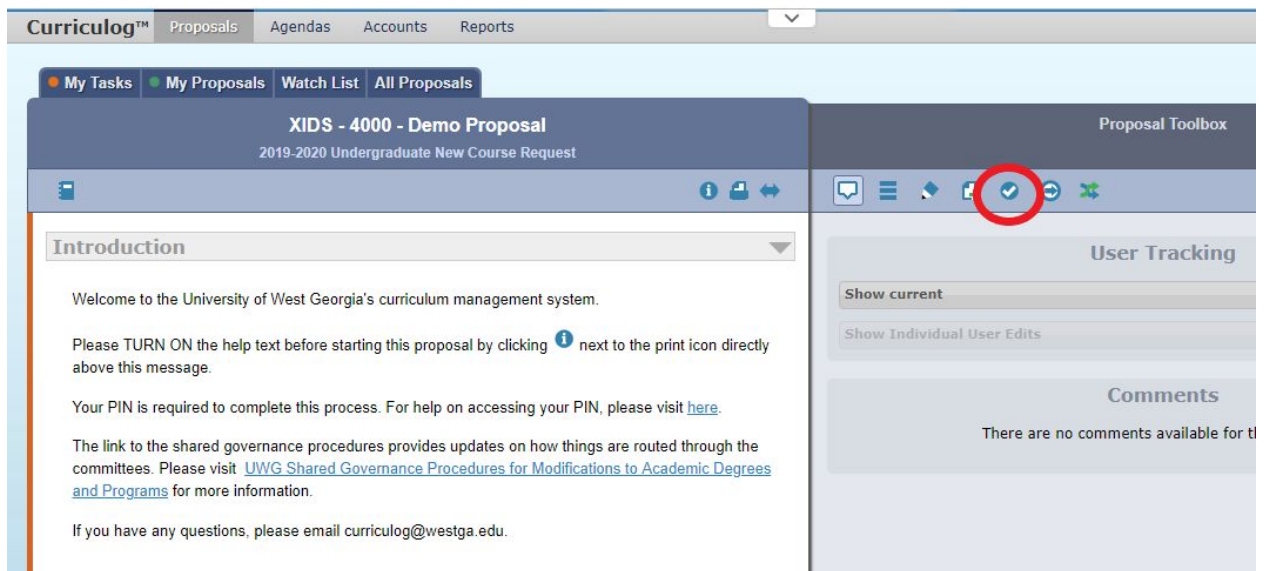 Curriculog™ Proposals Agendas Accounts Reports
My Tasks My Proposals Watch List All Proposals
XIDS - 4000 - Demo Proposal
2019-2020 Undergraduate New Course Request
Proposal Toolbox
Introduction
Welcome to the University of West Georgia's curriculum management system.
Please TURN ON the help text before starting this proposal by clicking next to the print icon directly
above this message.
Your PIN is required to complete this process. For help on accessing your PIN, please visit here.
The link to the shared governance procedures provides updates on how things are routed through the
committees. Please visit UWG Shared Governance Procedures for Modifications to Academic Degrees
and Programs for more information.
If you have any questions, please email curriculog@westga.edu.
User Tracking
Show current
Show Individual User Edits
Comments
There are no comments available for